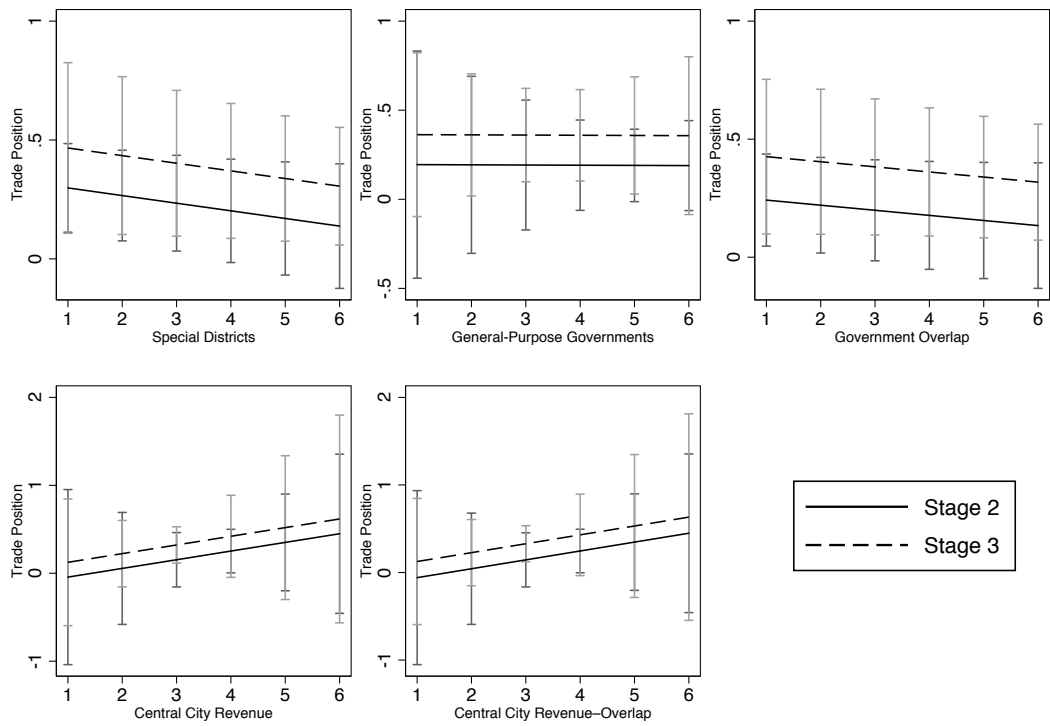 1
.5
0
Trade Position
1 2 3 4 5 6
Special Districts
1
.5
0
-.5
Trade Position
1 2 3 4 5 6
General-Purpose Governments
1
.5
0
Trade Position
1 2 3 4 5 6
Government Overlap
2
1
0
-1
Trade Position
1 2 3 4 5 6
Central City Revenue
2
1
0
-1
Trade Position
1 2 3 4 5 6
Central City Revenue–Overlap
Stage 2
Stage 3